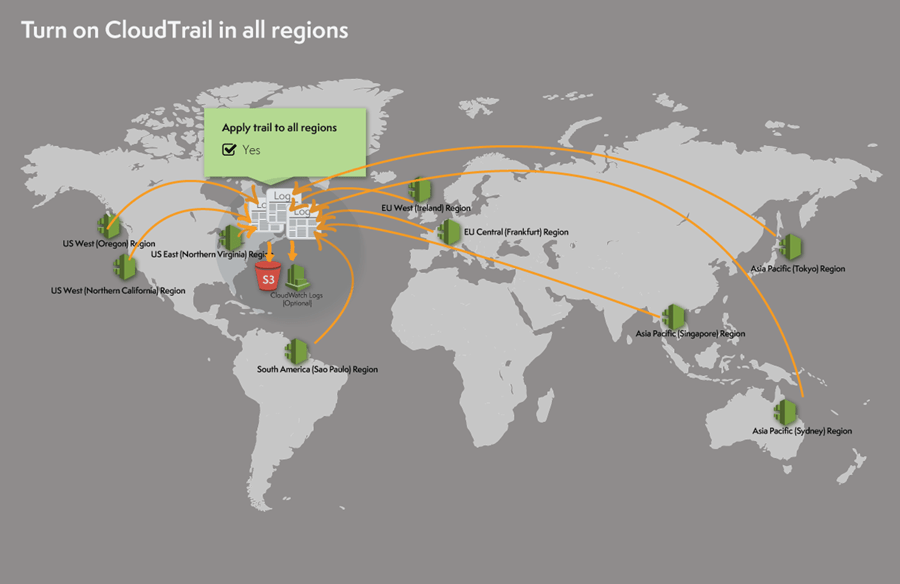 Turn on CloudTrail in all regions
Apply trail to all regions
Yes
Log
Log
Log
EU West (Ireland) Region
US West (Oregon) Region
US East (Northern Virginia) Region
EU Central (Frankfurt) Region
Asia Pacific (Tokyo) Region
S3
US West (Northern California) Region
CloudWatch Logs
(Optional)
Asia Pacific (Singapore) Region
South America (Sao Paulo) Region
Asia Pacific (Sydney) Region